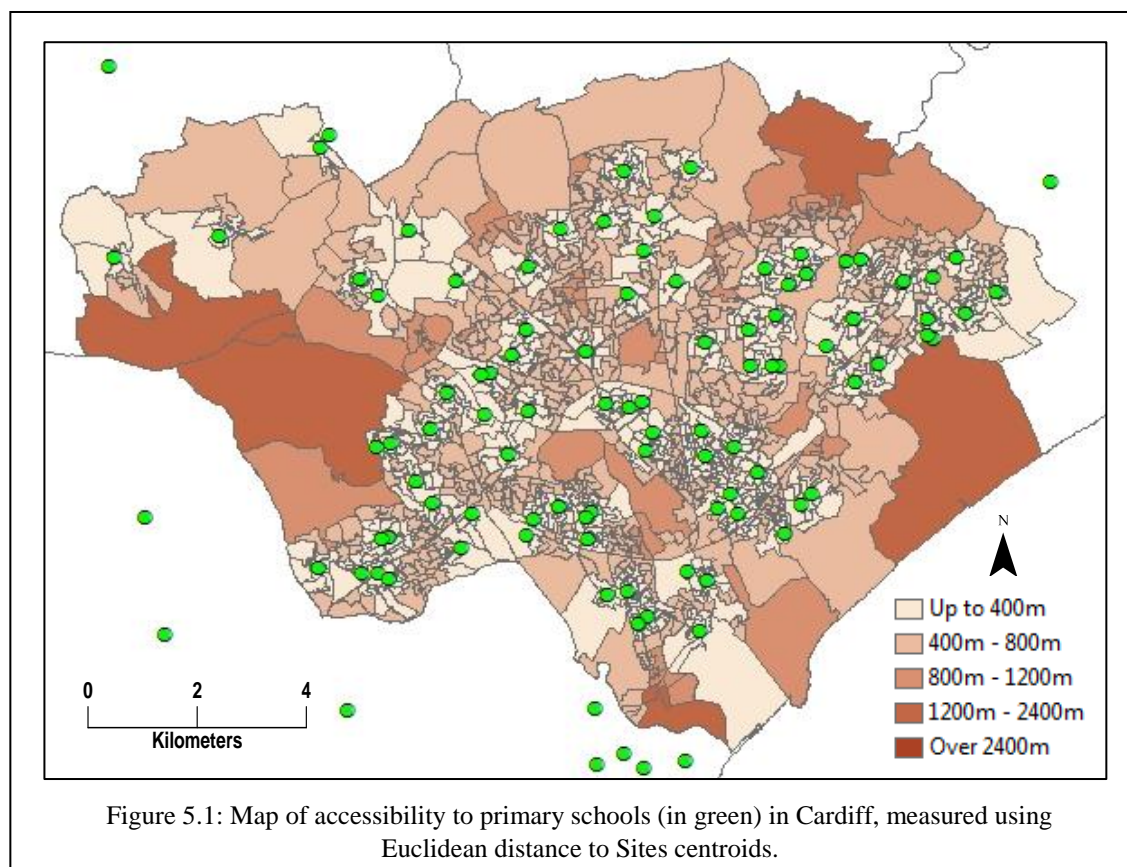 N
Up to 400m
400m - 800m
800m - 1200m
1200m - 2400m
Over 2400m
0 2 4
Kilometers
Figure 5.1: Map of accessibility to primary schools (in green) in Cardiff, measured using
Euclidean distance to Sites centroids.